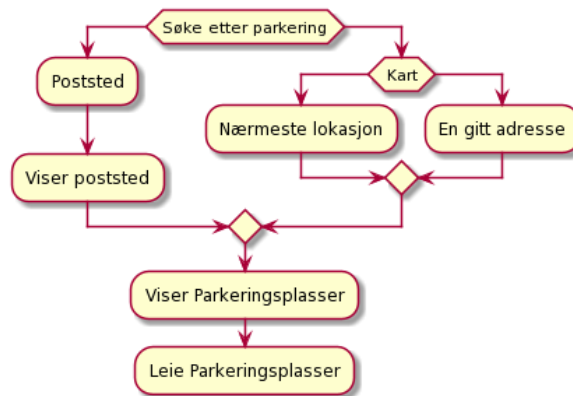 Søke etter parkering
Poststed
Kart
Nærmeste lokasjon
En gitt adresse
Viser poststed
Viser Parkeringsplasser
Leie Parkeringsplasser